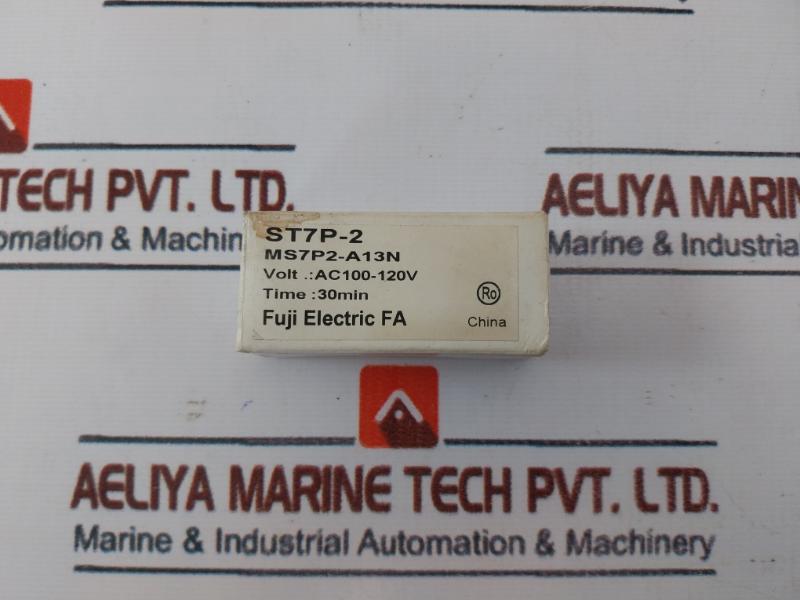 TECH PVT. LTD.
omation & Machin
AELIYA MARIN
Marine & Industrial
ST7P-2
MS7P2-A13N
Volt .:AC100-120V
Time :30min
Fuji Electric FA
Ro
China
AELIYA MARINE TECH PVT. LTD.
Marine & Industrial Automation & Machinery